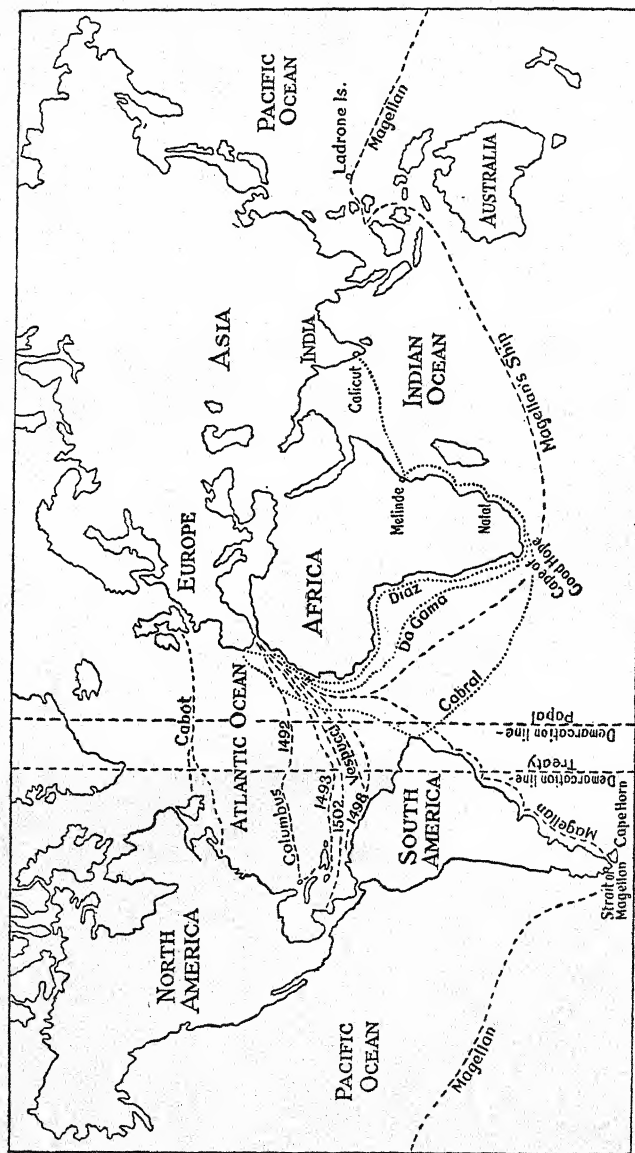 PACIFIC
OCEAN
Ladrone Is.
Magellan
AUSTRALIA
ASIA
INDIA
Calicut
INDIAN
OCEAN
Magellan's Ship
EUROPE
AFRICA
Melinde
Natal
Cape of
Good Hope
Diaz
Da Gama
Cabral
Cabot
ATLANTIC OCEAN
1492
Columbus
1493
1502
Vespucci
1498
Papal
Demarcation line-
Treaty
Demarcation line
SOUTH
AMERICA
Magellan
Cape Horn
Strait of
Magellan
NORTH
AMERICA
PACIFIC
OCEAN
Magellan